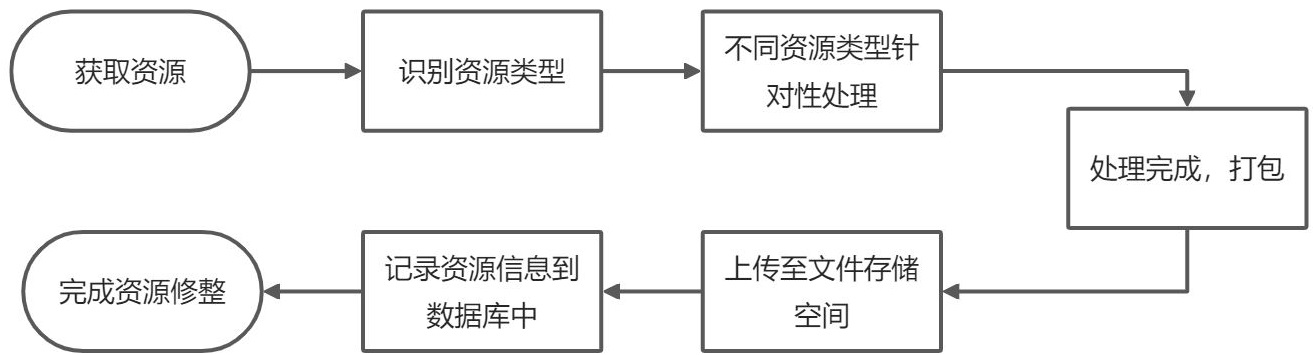 获取资源
识别资源类型
不同资源类型针
对性处理
处理完成，打包
上传至文件存储
空间
记录资源信息到
数据库中
完成资源修整